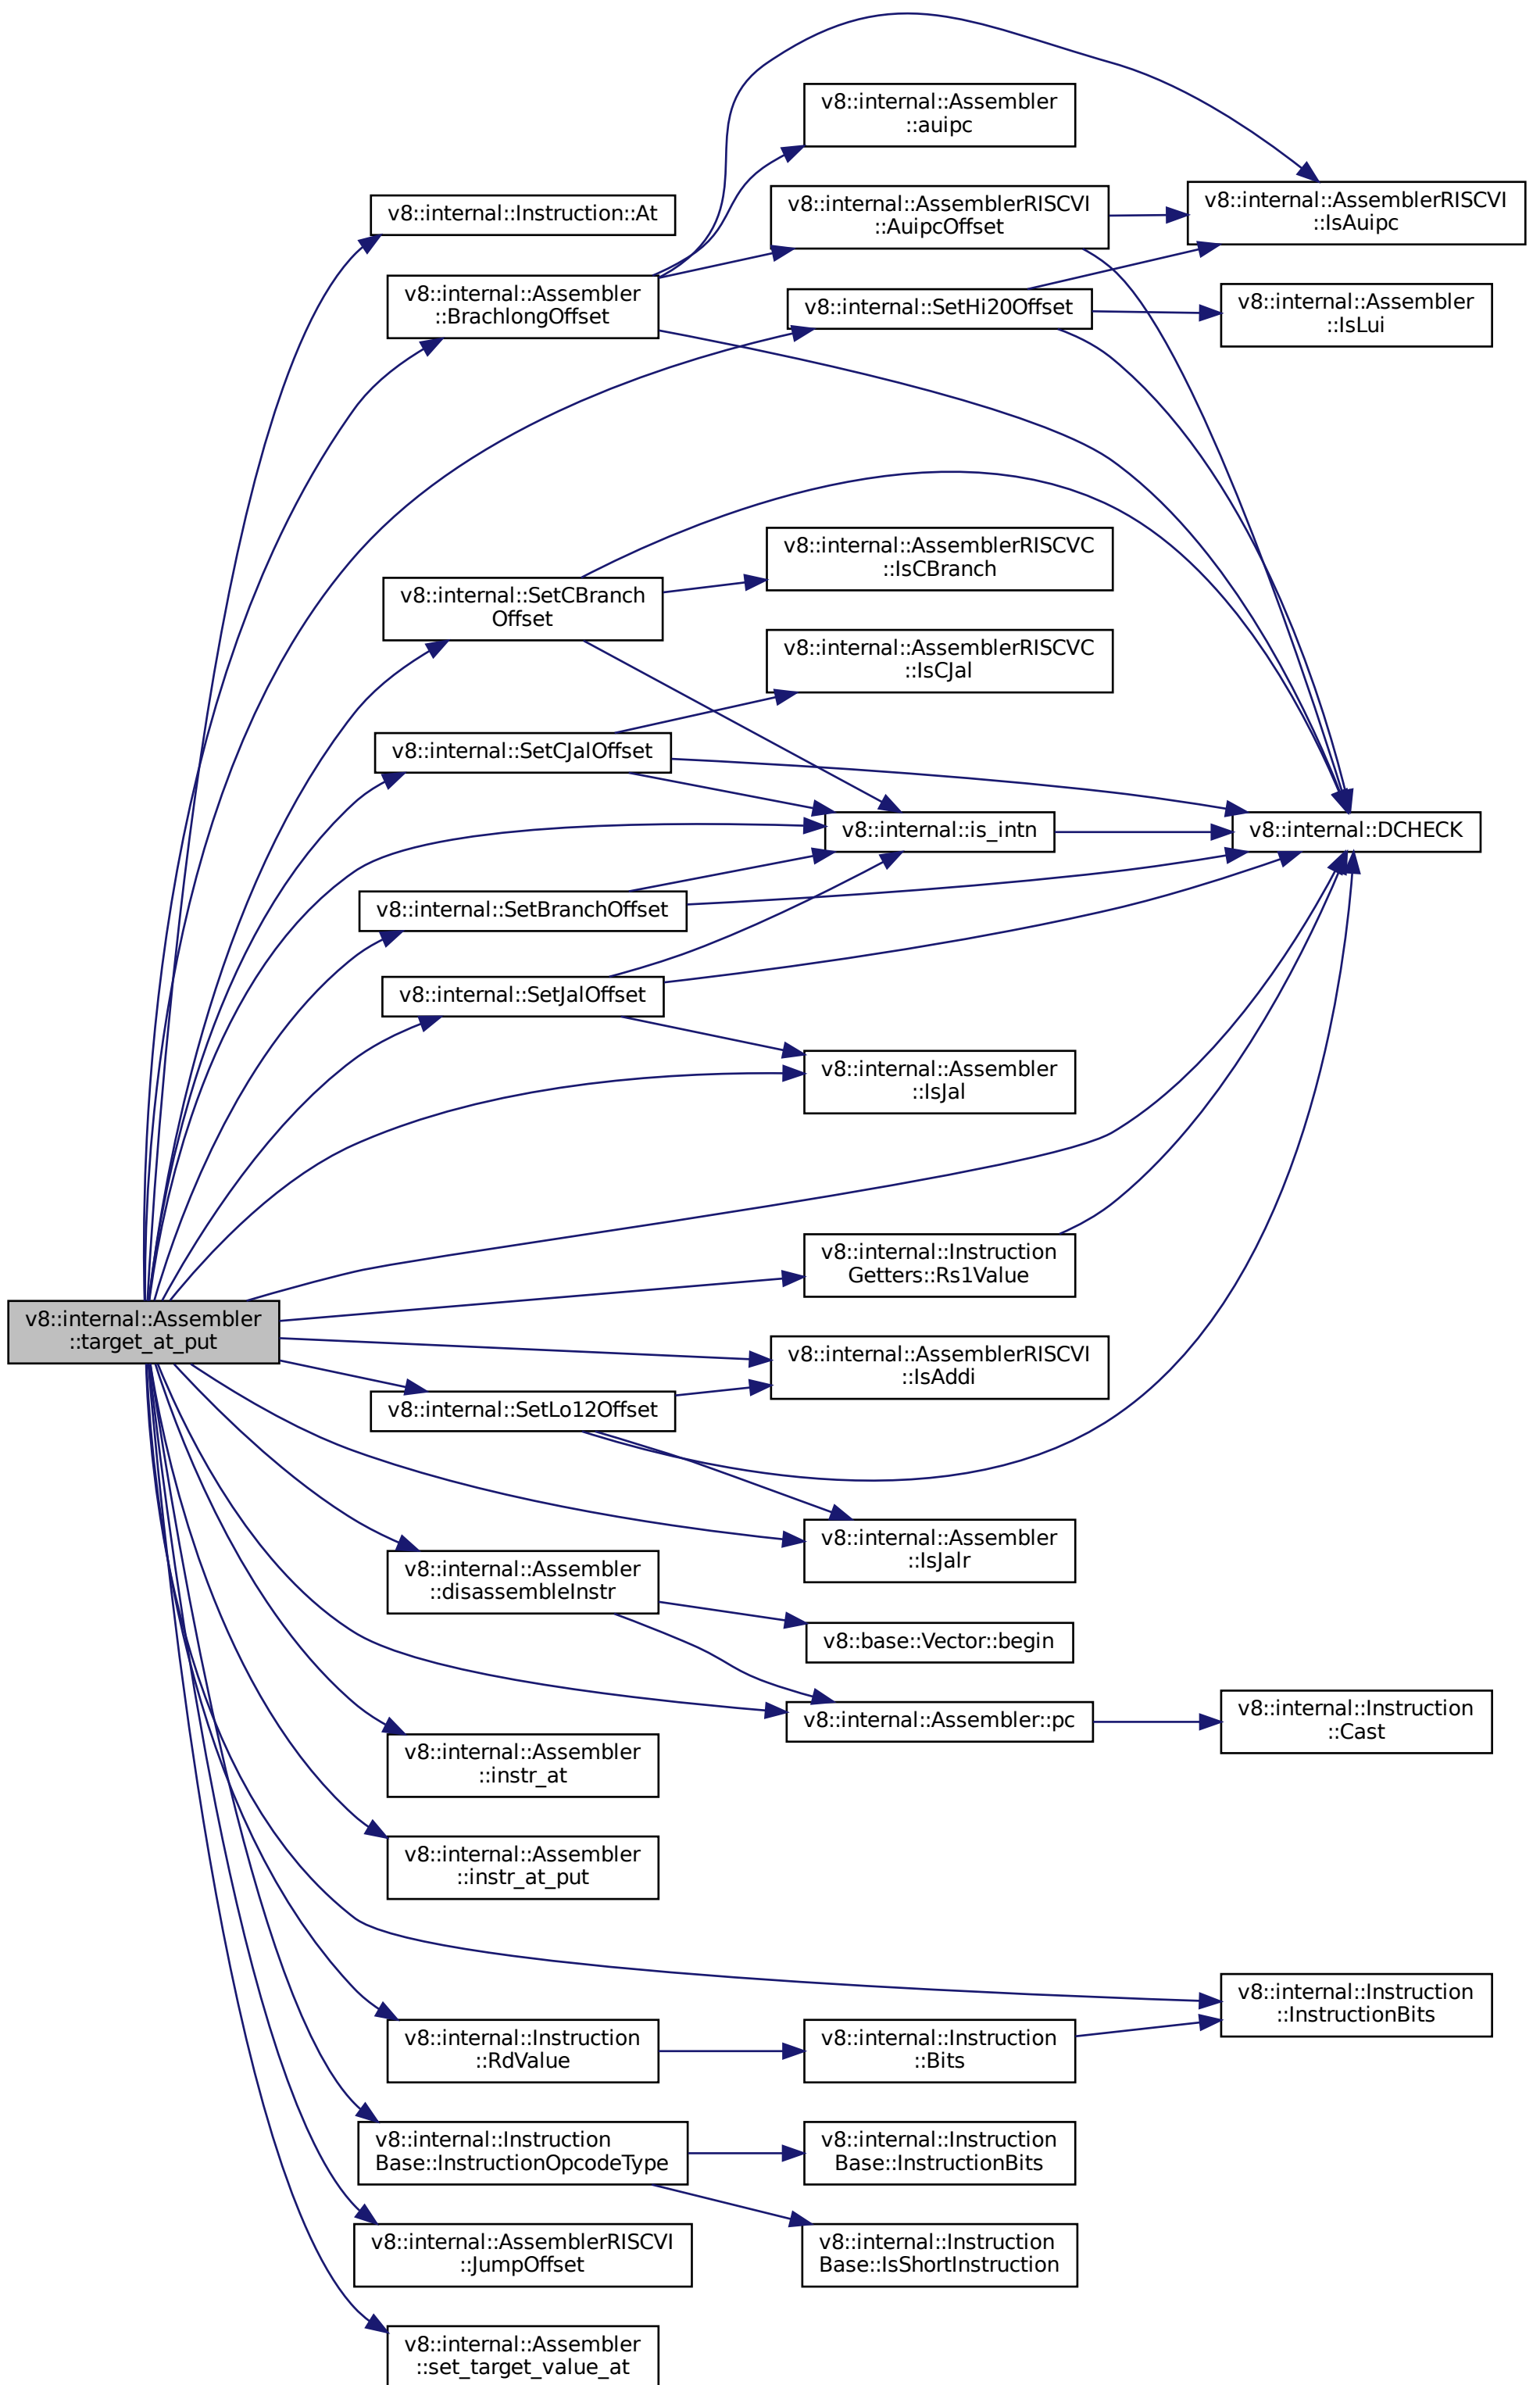 v8::internal::Assembler
::auipc
v8::internal::Instruction::At
v8::internal::AssemblerRISCVI
::AuipcOffset
v8::internal::AssemblerRISCVI
::IsAuipc
v8::internal::Assembler
::BrachlongOffset
v8::internal::SetHi20Offset
v8::internal::Assembler
::IsLui
v8::internal::AssemblerRISCVC
::IsCBranch
v8::internal::SetCBranch
Offset
v8::internal::AssemblerRISCVC
::IsCJal
v8::internal::SetCJalOffset
v8::internal::is_intn
v8::internal::DCHECK
v8::internal::SetBranchOffset
v8::internal::SetJalOffset
v8::internal::Assembler
::IsJal
v8::internal::Instruction
Getters::Rs1Value
v8::internal::Assembler
::target_at_put
v8::internal::AssemblerRISCVI
::IsAddi
v8::internal::SetLo12Offset
v8::internal::Assembler
::IsJalr
v8::internal::Assembler
::disassembleInstr
v8::base::Vector::begin
v8::internal::Assembler::pc
v8::internal::Instruction
::Cast
v8::internal::Assembler
::instr_at
v8::internal::Assembler
::instr_at_put
v8::internal::Instruction
::InstructionBits
v8::internal::Instruction
::RdValue
v8::internal::Instruction
::Bits
v8::internal::Instruction
Base::InstructionOpcodeType
v8::internal::Instruction
Base::InstructionBits
v8::internal::AssemblerRISCVI
::JumpOffset
v8::internal::Instruction
Base::IsShortInstruction
v8::internal::Assembler
::set_target_value_at